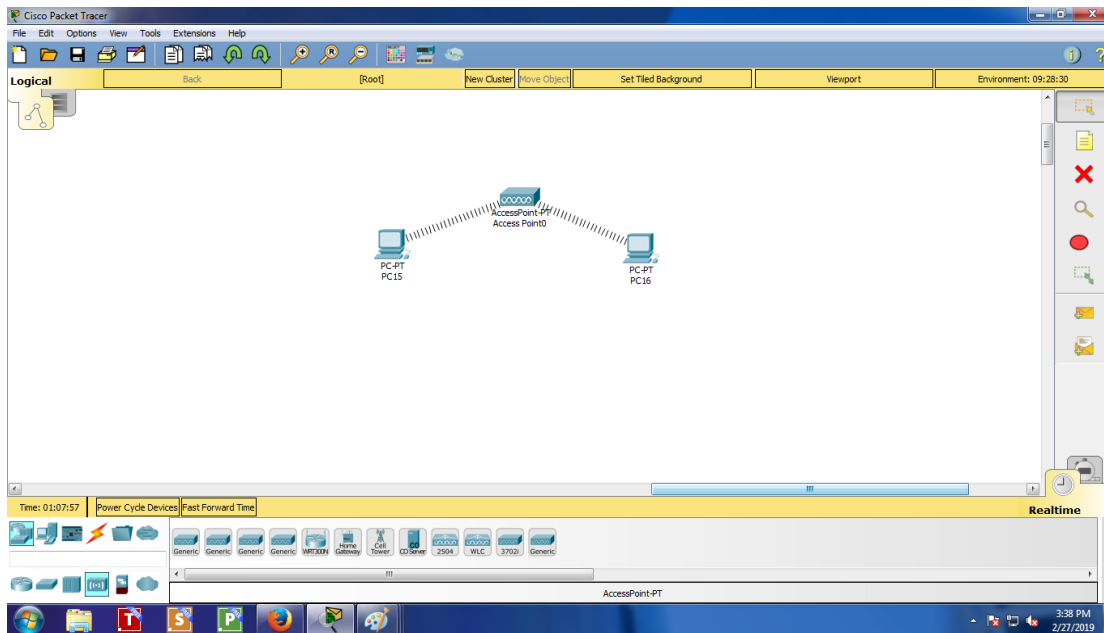 Cisco Packet Tracer
File Edit Options View Tools Extensions Help
Logical Back [Root] New Cluster Move Object Set Tiled Background Viewport Environment: 09:28:30
AccessPoint-PT
Access Point0
PC-PT
PC15
PC-PT
PC16
Time: 01:07:57 Power Cycle Devices Fast Forward Time Realtime
Generic Generic Generic Generic WRT300N Home Gateway Cell Tower CO Server 2504 WLC 3702i Generic
AccessPoint-PT
T S P
3:38 PM
2/27/2019